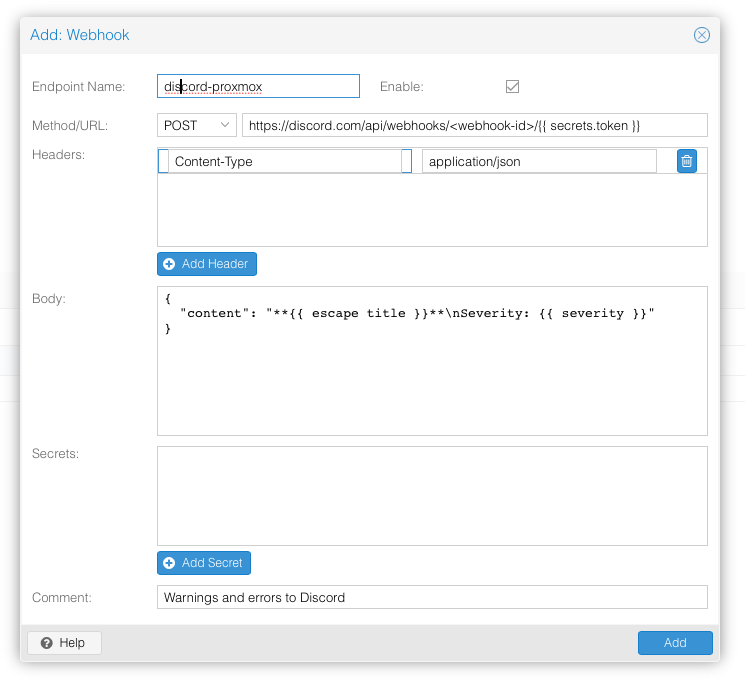 Add: Webhook
Endpoint Name: discord-proxmox Enable:
Method/URL: POST https://discord.com/api/webhooks/<webhook-id>/{{ secrets.token }}
Headers: Content-Type application/json
Add Header
Body: {
"content": "**{{ escape title }}**\nSeverity: {{ severity }}"
}
Secrets:
Add Secret
Comment: Warnings and errors to Discord
Help Add